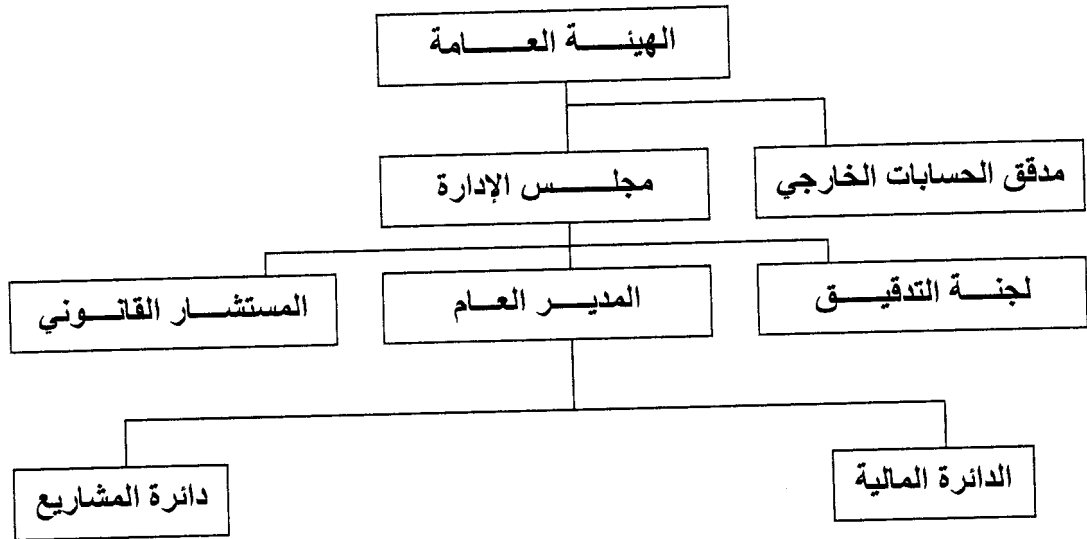 الهيئة العامة
مدقق الحسابات الخارجي
مجلس الإدارة
لجنة التدقيق
المدير العام
المستشار القانوني
الدائرة المالية
دائرة المشاريع